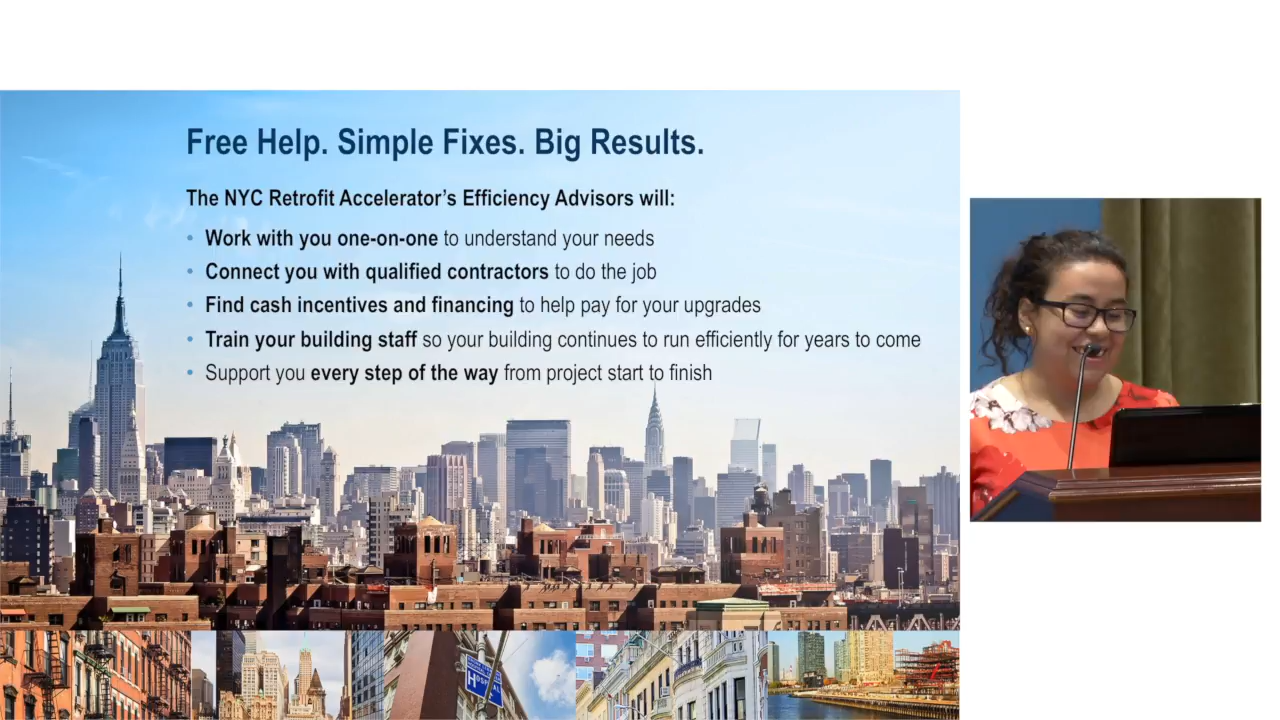 Free Help. Simple Fixes. Big Results.
The NYC Retrofit Accelerator's Efficiency Advisors will:
• Work with you one-on-one to understand your needs
• Connect you with qualified contractors to do the job
• Find cash incentives and financing to help pay for your upgrades
• Train your building staff so your building continues to run efficiently for years to come
• Support you every step of the way from project start to finish
HOSPITAL